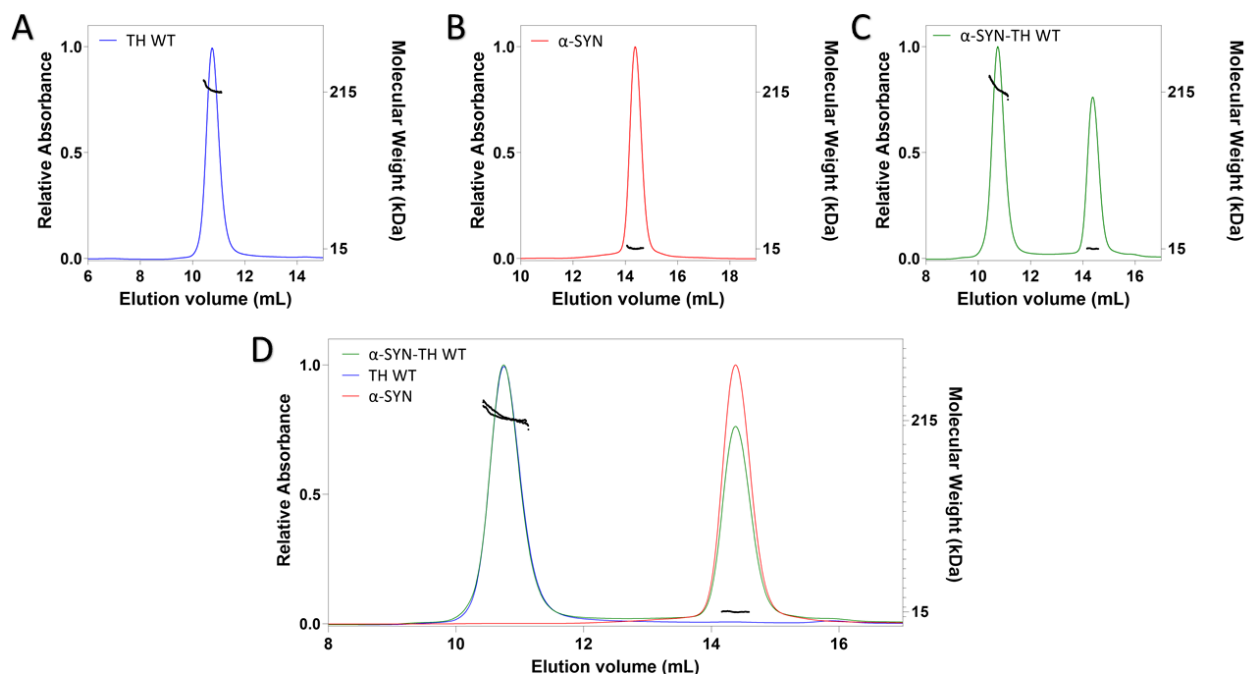 A
TH WT
1.0
0.5
0.0
Relative Absorbance
6 8 10 12 14
Elution volume (mL)
215
15
Molecular Weight (kDa)
B
α-SYN
1.0
0.5
0.0
Relative Absorbance
10 12 14 16 18
Elution volume (mL)
215
15
Molecular Weight (kDa)
C
α-SYN-TH WT
1.0
0.5
0.0
Relative Absorbance
8 10 12 14 16
Elution volume (mL)
215
15
Molecular Weight (kDa)
D
α-SYN-TH WT
TH WT
α-SYN
1.0
0.5
0.0
Relative Absorbance
8 10 12 14 16
Elution volume (mL)
215
15
Molecular Weight (kDa)